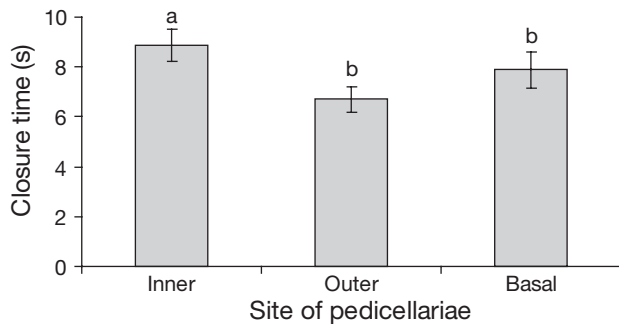 10
8
6
4
2
0
Closure time (s)
a
b
b
Inner
Outer
Basal
Site of pedicellariae